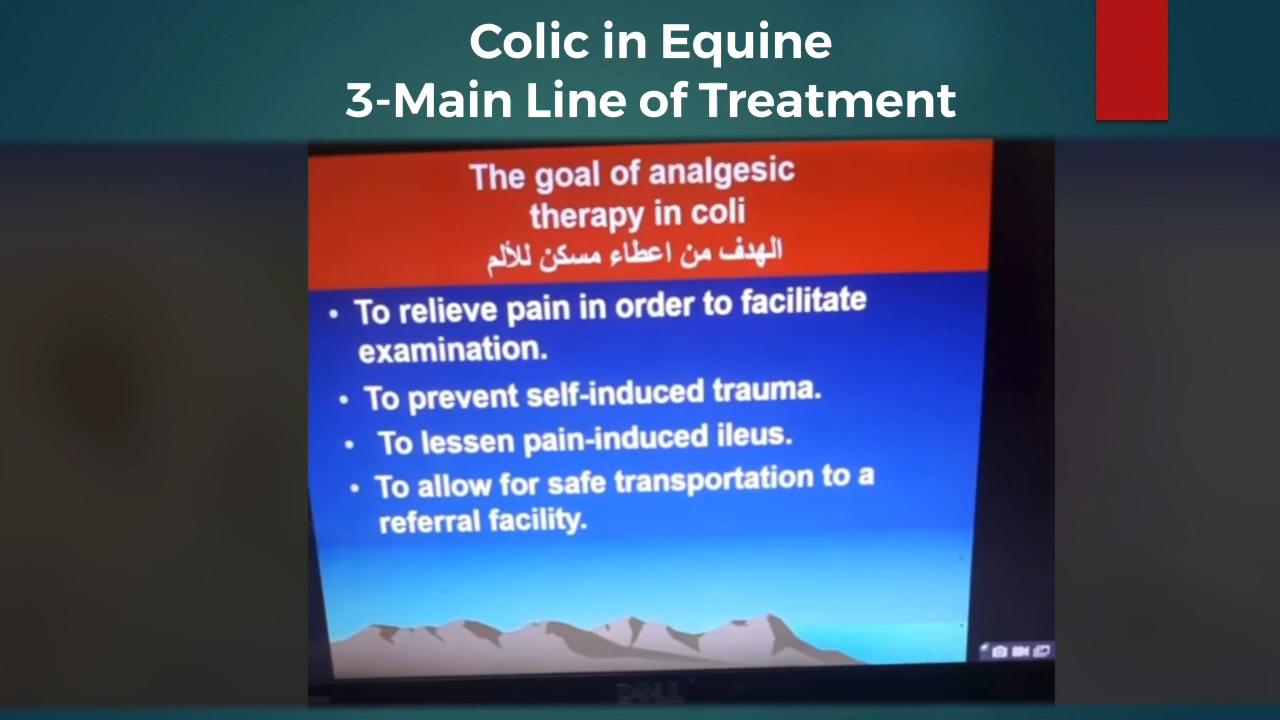 Colic in Equine
3-Main Line of Treatment
The goal of analgesic
therapy in coli
الهدف من اعطاء مسكن للألم
• To relieve pain in order to facilitate
examination.
• To prevent self-induced trauma.
• To lessen pain-induced ileus.
• To allow for safe transportation to a
referral facility.
DELL